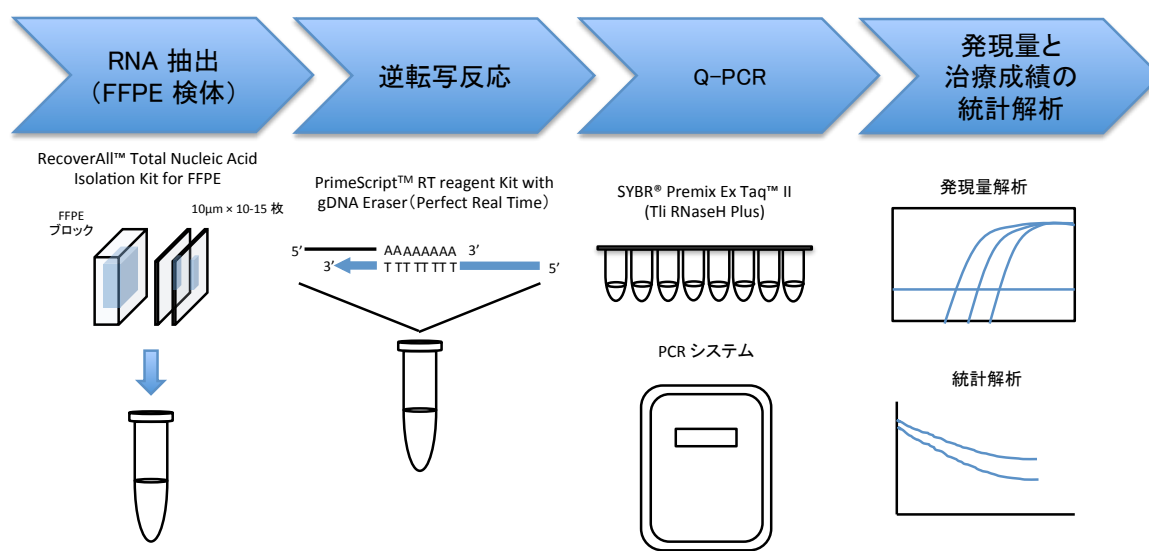 RNA 抽出
(FFPE 検体)
逆転写反応
Q-PCR
発現量と
治療成績の
統計解析
RecoverAll™ Total Nucleic Acid
Isolation Kit for FFPE
10μm × 10-15 枚
FFPE
ブロック
PrimeScript™ RT reagent Kit with
gDNA Eraser(Perfect Real Time)
5’
AA AAAAAAA
3’
3’
T TT TT TT T
5’
SYBR® Premix Ex Taq™ II
(Tli RNaseH Plus)
PCR システム
発現量解析
統計解析